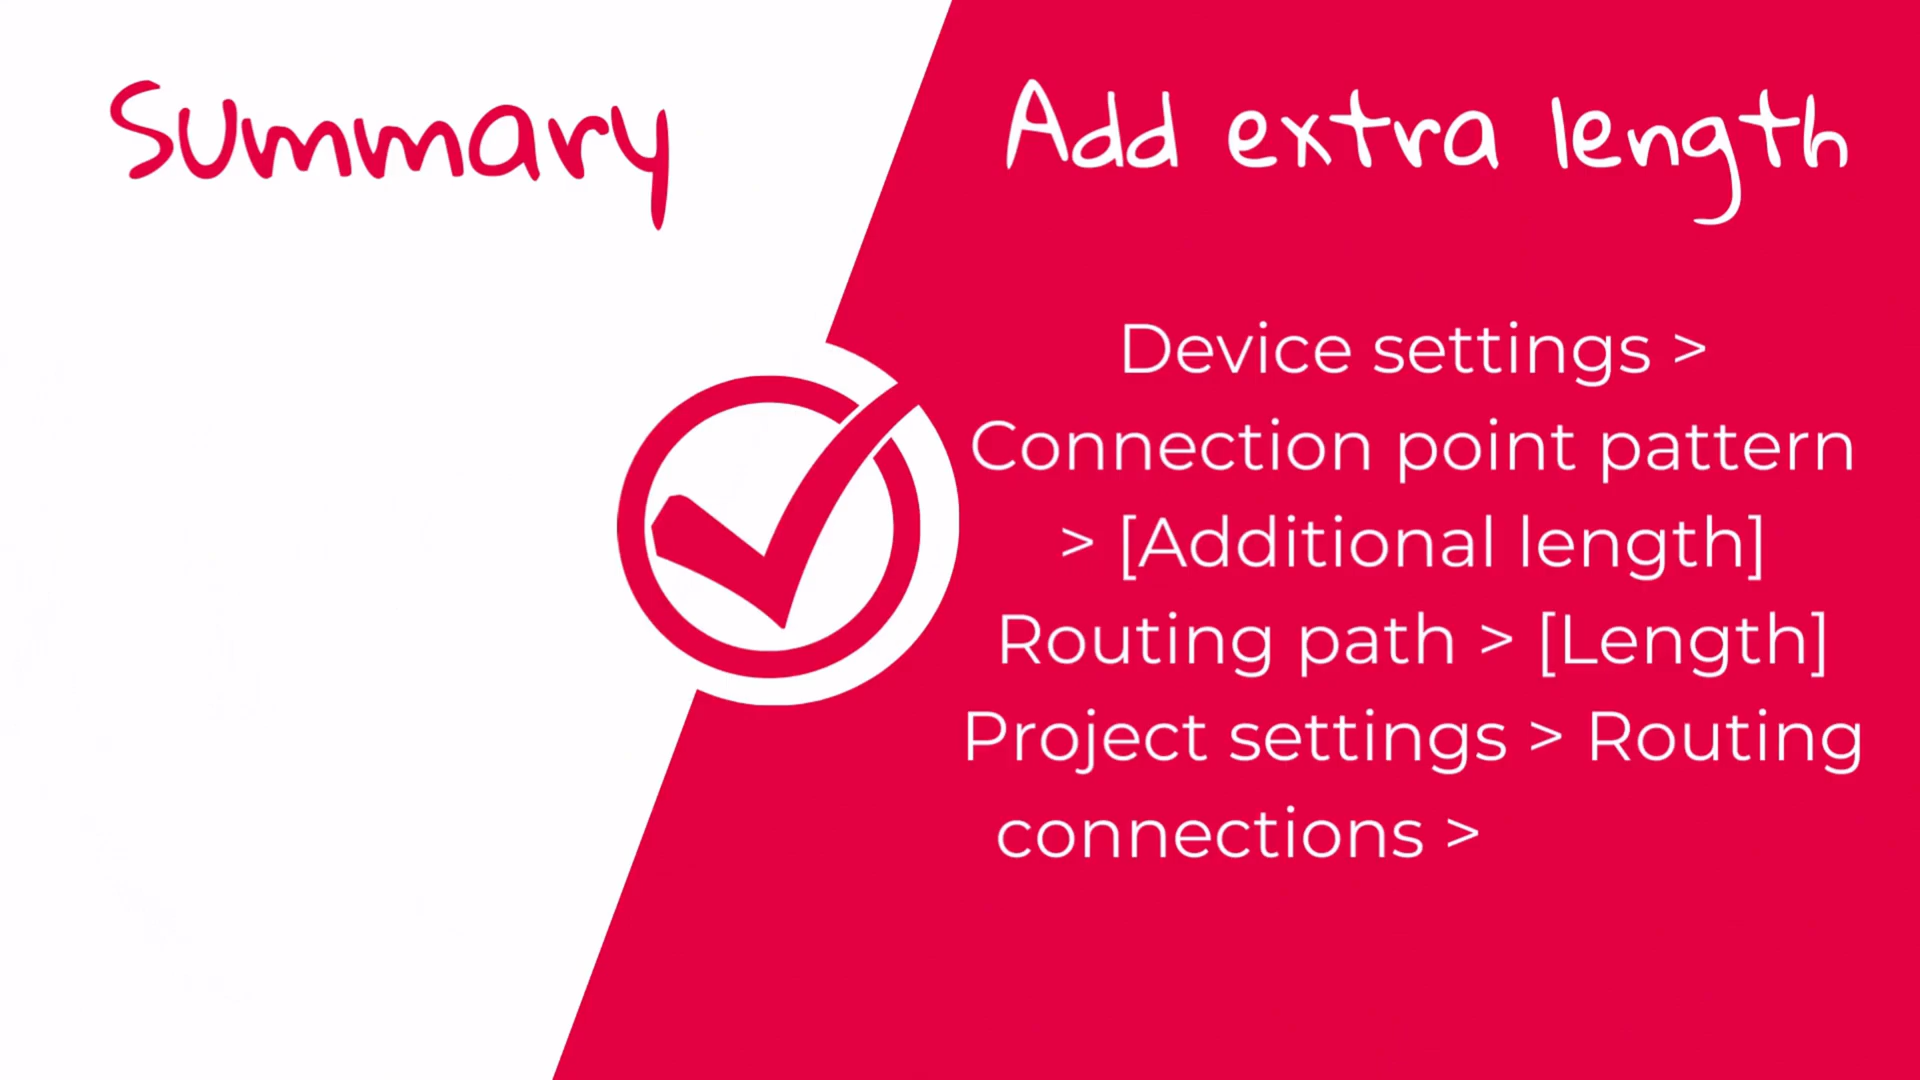 Summary
Add extra length
Device settings >
Connection point pattern
> [Additional length]
Routing path > [Length]
Project settings > Routing
connections >